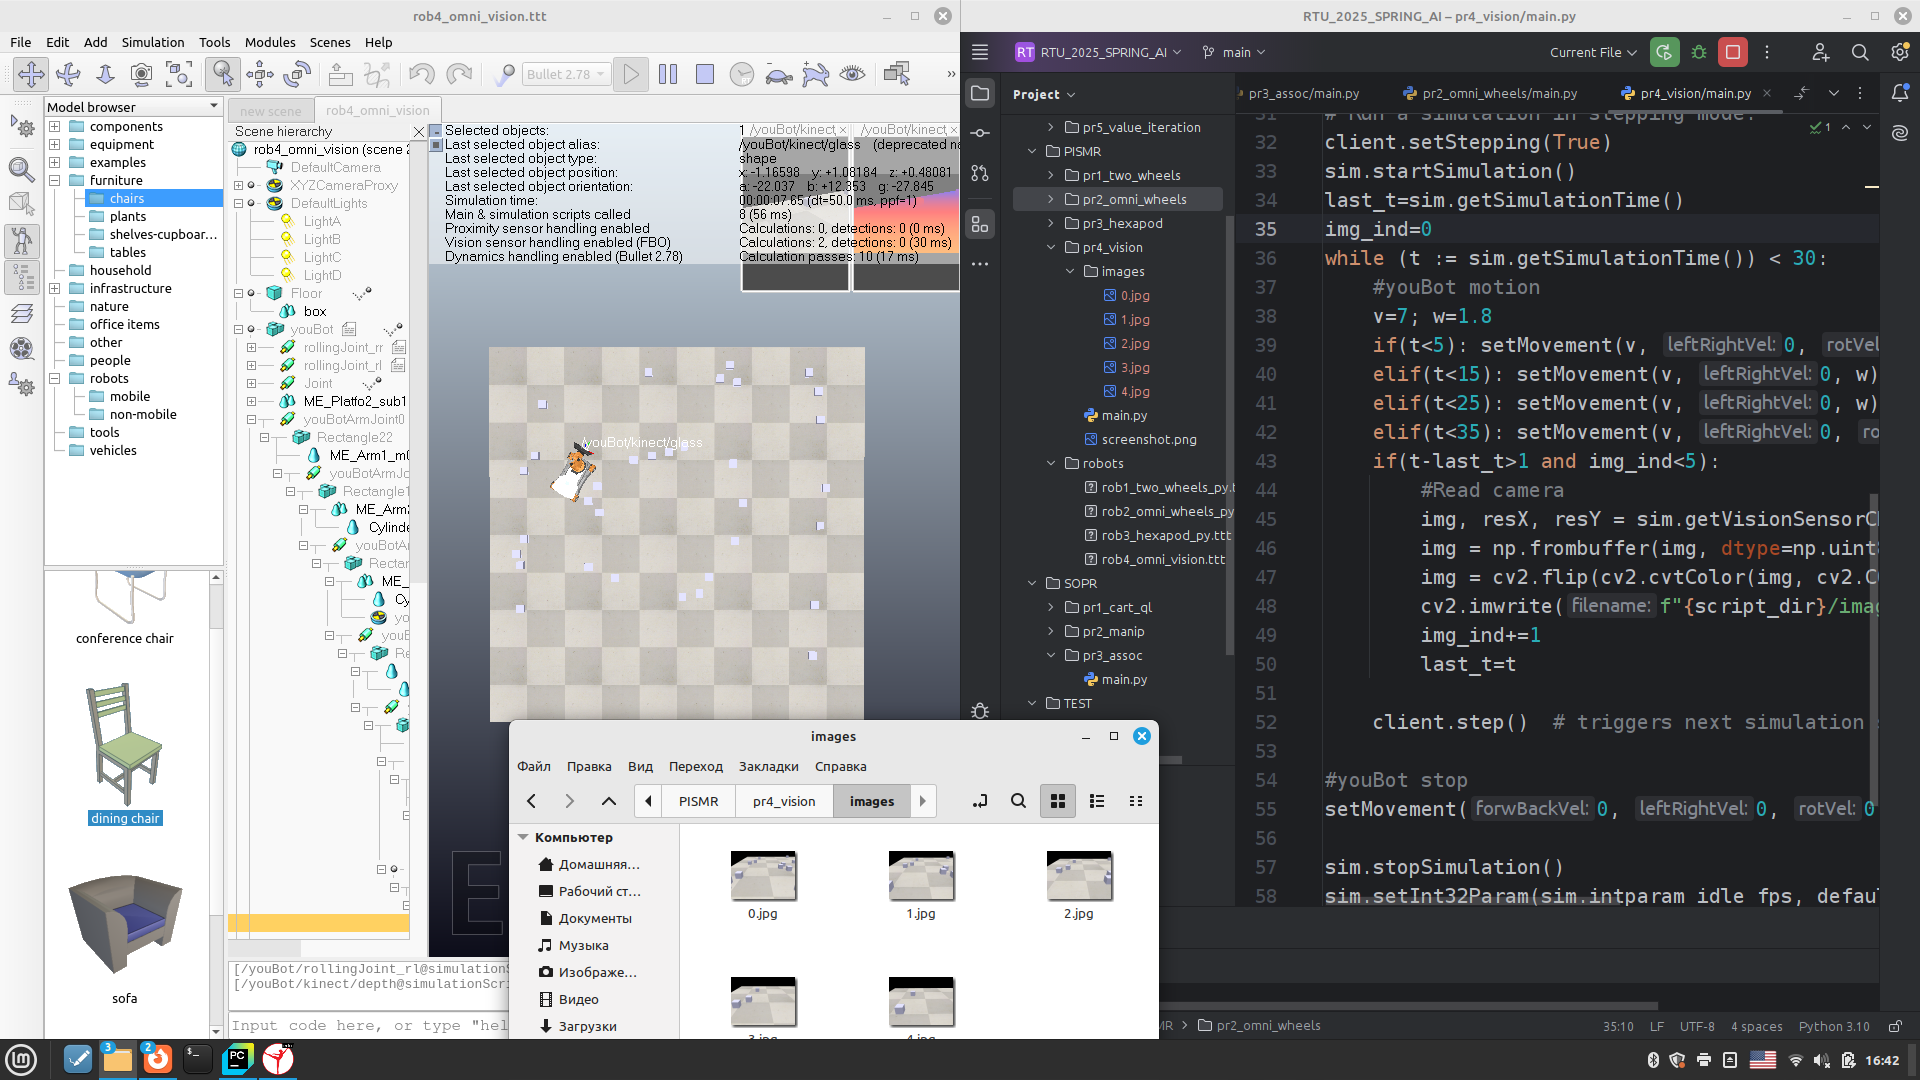 rob4_omni_vision.ttt
File Edit Add Simulation Tools Modules Scenes Help
Bullet 2.78
Model browser
components
equipment
examples
furniture
chairs
plants
shelves-cupboar...
tables
household
infrastructure
nature
office items
other
people
robots
mobile
non-mobile
tools
vehicles
conference chair
dining chair
sofa
new scene
rob4_omni_vision
Scene hierarchy
rob4_omni_vision (scene 2
DefaultCamera
XYZCameraProxy
DefaultLights
LightA
LightB
LightC
LightD
Floor
box
youBot
rollingJoint_rr
rollingJoint_rl
Joint
ME_Platfo2_sub1
youBotArmJoint0
Rectangle22
ME_Arm1_m0
youBotArmJo
Rectangle1
ME_Arm2
Cylinde
youBotAr
Rectar
ME_
Cy
yo
youB
Re
Selected objects: 1
Last selected object alias: /youBot/kinect/glass (deprecated na
Last selected object type: shape
Last selected object position: x: -1.16598 y: +1.08184 z: +0.48081
Last selected object orientation: a: -22.037 b: +12.353 g: -27.845
Simulation time: 00:00:07.65 (dt=50.0 ms, ppf=1)
Main & simulation scripts called 8 (56 ms)
Proximity sensor handling enabled Calculations: 0, detections: 0 (0 ms)
Vision sensor handling enabled (FBO) Calculations: 2, detections: 0 (30 ms)
Dynamics handling enabled (Bullet 2.78) Calculation passes: 10 (17 ms)
/youBot/kinect
/youBot/kinect
/youBot/kinect/glass
E
[/youBot/rollingJoint_rl@simulationS
[/youBot/kinect/depth@simulationScri
Input code here, or type "hel
images
Файл Правка Вид Переход Закладки Справка
PISMR pr4_vision images
Компьютер
Домашняя...
Рабочий ст...
Документы
Музыка
Изображе...
Видео
Загрузки
0.jpg
1.jpg
2.jpg
RTU_2025_SPRING_AI – pr4_vision/main.py
RT RTU_2025_SPRING_AI main Current File
Project
pr3_assoc/main.py pr2_omni_wheels/main.py pr4_vision/main.py
pr5_value_iteration
PISMR
pr1_two_wheels
pr2_omni_wheels
pr3_hexapod
pr4_vision
images
0.jpg
1.jpg
2.jpg
3.jpg
4.jpg
main.py
screenshot.png
robots
rob1_two_wheels_py.t
rob2_omni_wheels_py
rob3_hexapod_py.ttt
rob4_omni_vision.ttt
SOPR
pr1_cart_ql
pr2_manip
pr3_assoc
main.py
TEST
1
31 # Run a simulation in stepping mode:
32 client.setStepping(True)
33 sim.startSimulation()
34 last_t=sim.getSimulationTime()
35 img_ind=0
36 while (t := sim.getSimulationTime()) < 30:
37 #youBot motion
38 v=7; w=1.8
39 if(t<5): setMovement(v, leftRightVel: 0, rotVel
40 elif(t<15): setMovement(v, leftRightVel: 0, w)
41 elif(t<25): setMovement(v, leftRightVel: 0, w)
42 elif(t<35): setMovement(v, leftRightVel: 0, ro
43 if(t-last_t>1 and img_ind<5):
44 #Read camera
45 img, resX, resY = sim.getVisionSensorC
46 img = np.frombuffer(img, dtype=np.uint
47 img = cv2.flip(cv2.cvtColor(img, cv2.C
48 cv2.imwrite( filename: f"{script_dir}/imag
49 img_ind+=1
50 last_t=t
51
52 client.step() # triggers next simulation
53
54 #youBot stop
55 setMovement( forwBackVel: 0, leftRightVel: 0, rotVel: 0
56
57 sim.stopSimulation()
58 sim.setInt32Param(sim.intparam_idle_fps, defau
MR pr2_omni_wheels 35:10 LF UTF-8 4 spaces Python 3.10
3 2 PC
16:42